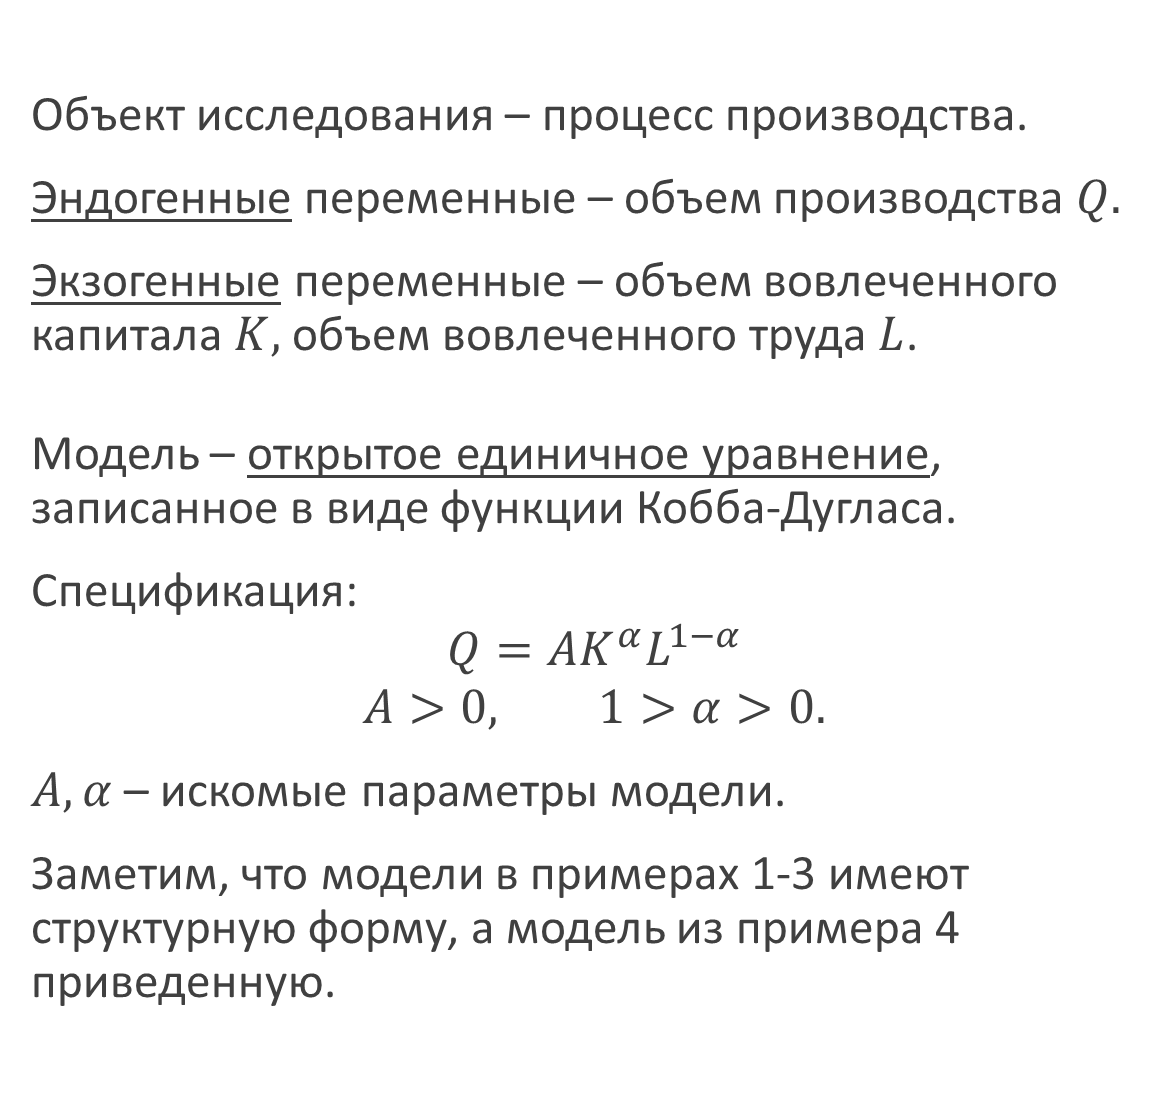 Объект исследования – процесс производства.
Эндогенные переменные – объем производства Q.
Экзогенные переменные – объем вовлеченного
капитала K, объем вовлеченного труда L.
Модель – открытое единичное уравнение,
записанное в виде функции Кобба-Дугласа.
Спецификация:
Q = AK^α L^{1−α}
A > 0,  1 > α > 0.
A, α – искомые параметры модели.
Заметим, что модели в примерах 1-3 имеют
структурную форму, а модель из примера 4
приведенную.